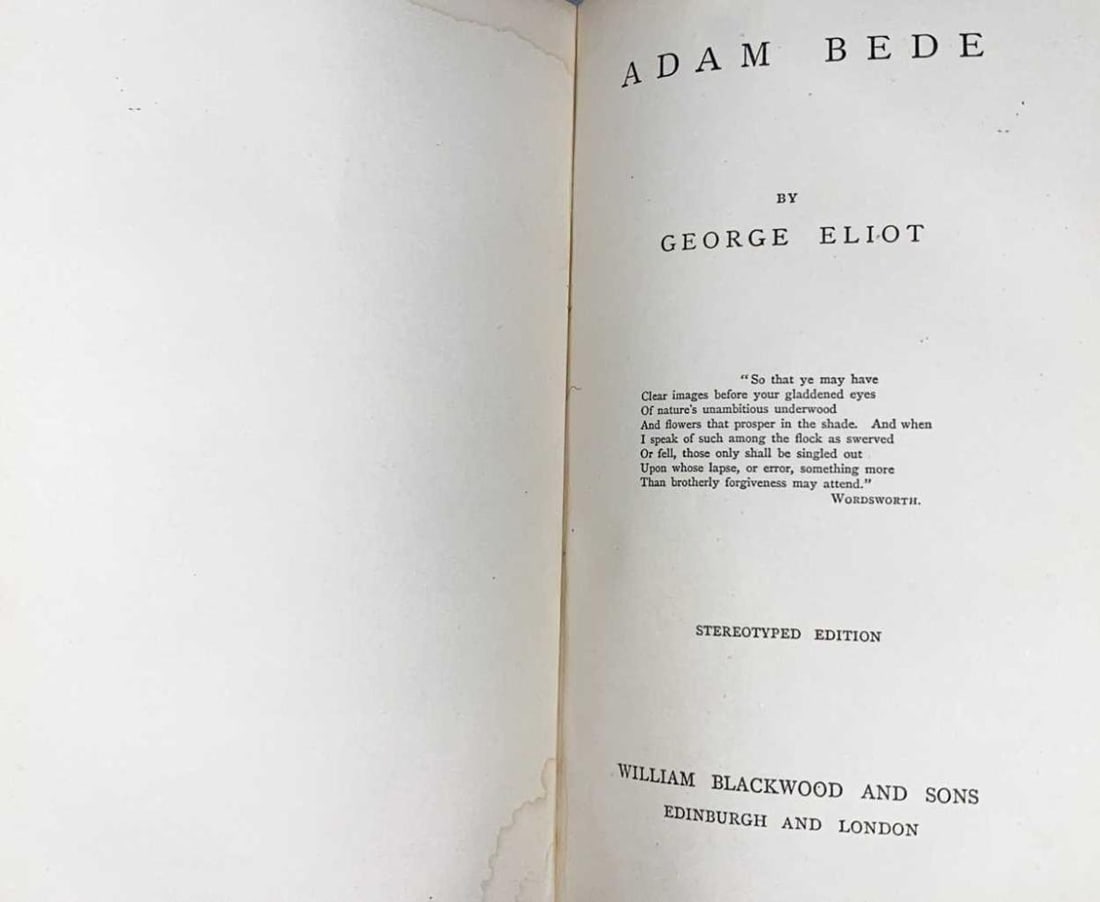 ADAM BEDE
BY
GEORGE ELIOT
"So that ye may have
Clear images before your gladdened eyes
Of nature's unambitious underwood
And flowers that prosper in the shade. And when
I speak of such among the flock as swerved
Or fell, those only shall be singled out
Upon whose lapse, or error, something more
Than brotherly forgiveness may attend."
WORDSWORTH.
STEREOTYPED EDITION
WILLIAM BLACKWOOD AND SONS
EDINBURGH AND LONDON